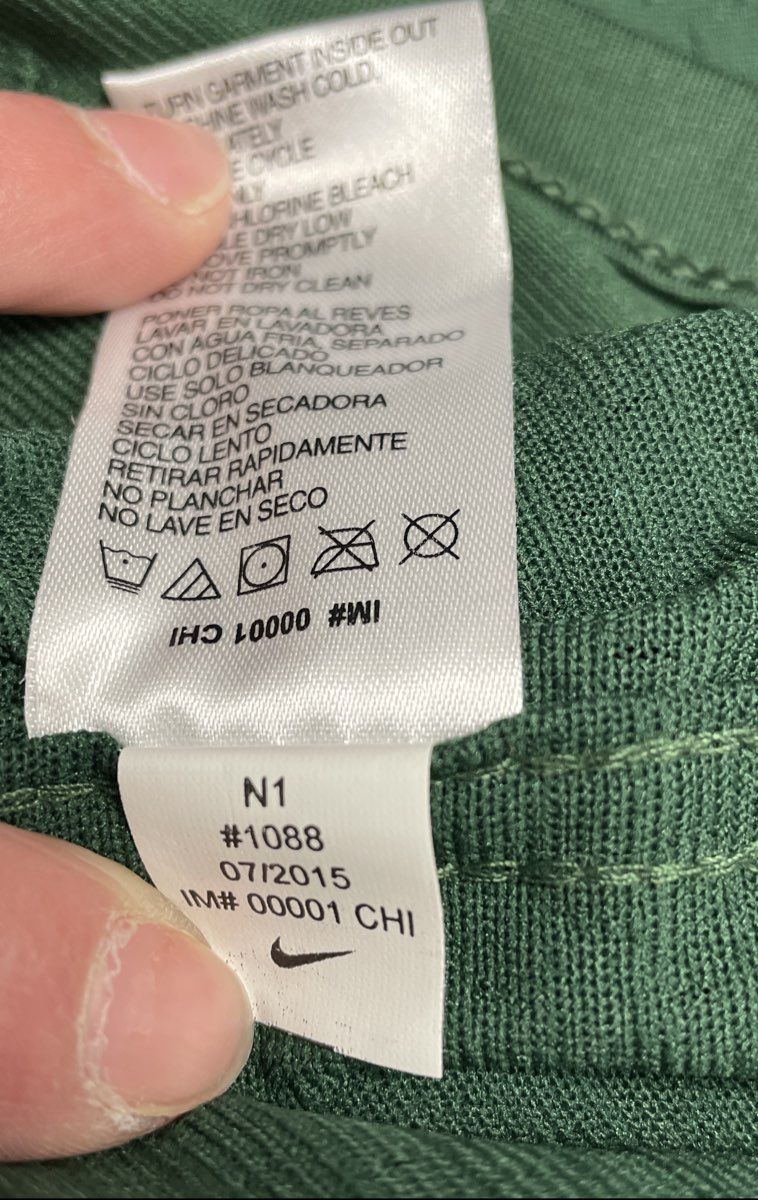 TURN GARMENT INSIDE OUT
WASH COLD.
CYCLE
CHLORINE BLEACH
DRY LOW
PROMPTLY
NOT IRON
DO NOT DRY CLEAN
PONER ROPA AL REVES
LAVAR EN LAVADORA
CON AGUA FRIA, SEPARADO
CICLO DELICADO
USE SOLO BLANQUEADOR
SIN CLORO
SECAR EN SECADORA
CICLO LENTO
RETIRAR RAPIDAMENTE
NO PLANCHAR
NO LAVE EN SECO
IM# 00001 CHI
N1
#1088
07/2015
IM# 00001 CHI